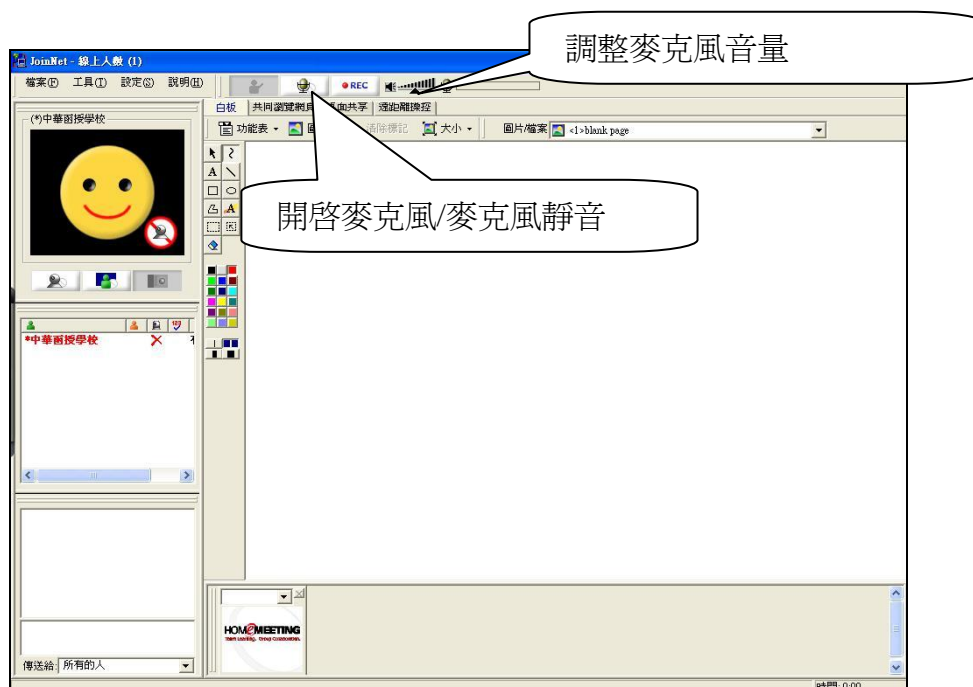 調整麥克風音量
JoinNet - 線上人數 (1)
檔案(F) 工具(I) 設定(S) 說明(H)
REC
白板 共同瀏覽網頁 面共享 遠距離操控
(*)中華函授學校
功能表 清除標記 大小 圖片/檔案 <1>blank page
A
A
開啟麥克風/麥克風靜音
*中華函授學校
HOMEMEETING
傳送給: 所有的人
時間: 0:00